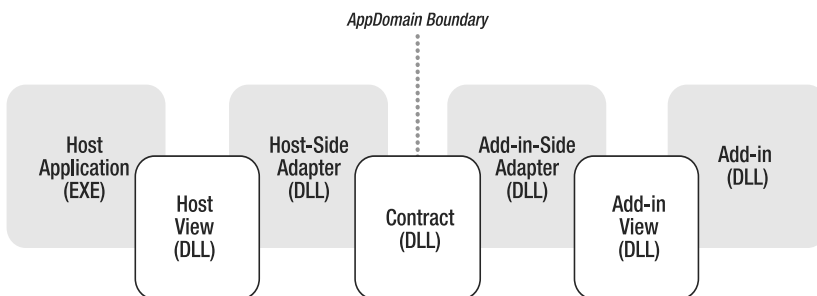 AppDomain Boundary
Host
Application
(EXE)
Host
View
(DLL)
Host-Side
Adapter
(DLL)
Contract
(DLL)
Add-in-Side
Adapter
(DLL)
Add-in
View
(DLL)
Add-in
(DLL)